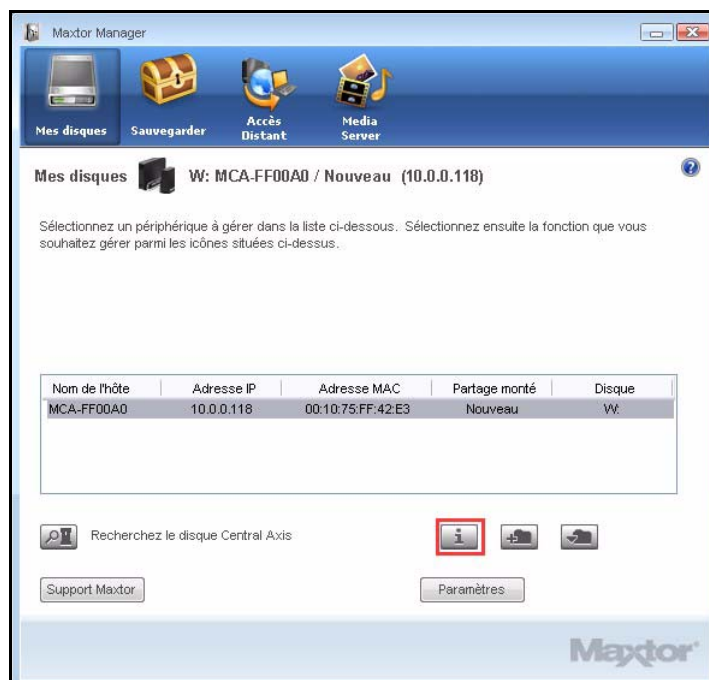 Maxtor Manager
Mes disques
Sauvegarder
Accès
Distant
Media
Server
Mes disques W: MCA-FF00A0 / Nouveau (10.0.0.118)
Sélectionnez un périphérique à gérer dans la liste ci-dessous. Sélectionnez ensuite la fonction que vous
souhaitez gérer parmi les icônes situées ci-dessus.
Nom de l'hôte Adresse IP Adresse MAC Partage monté Disque
MCA-FF00A0 10.0.0.118 00:10:75:FF:42:E3 Nouveau W:
Recherchez le disque Central Axis
i
Support Maxtor Paramètres
Maxtor